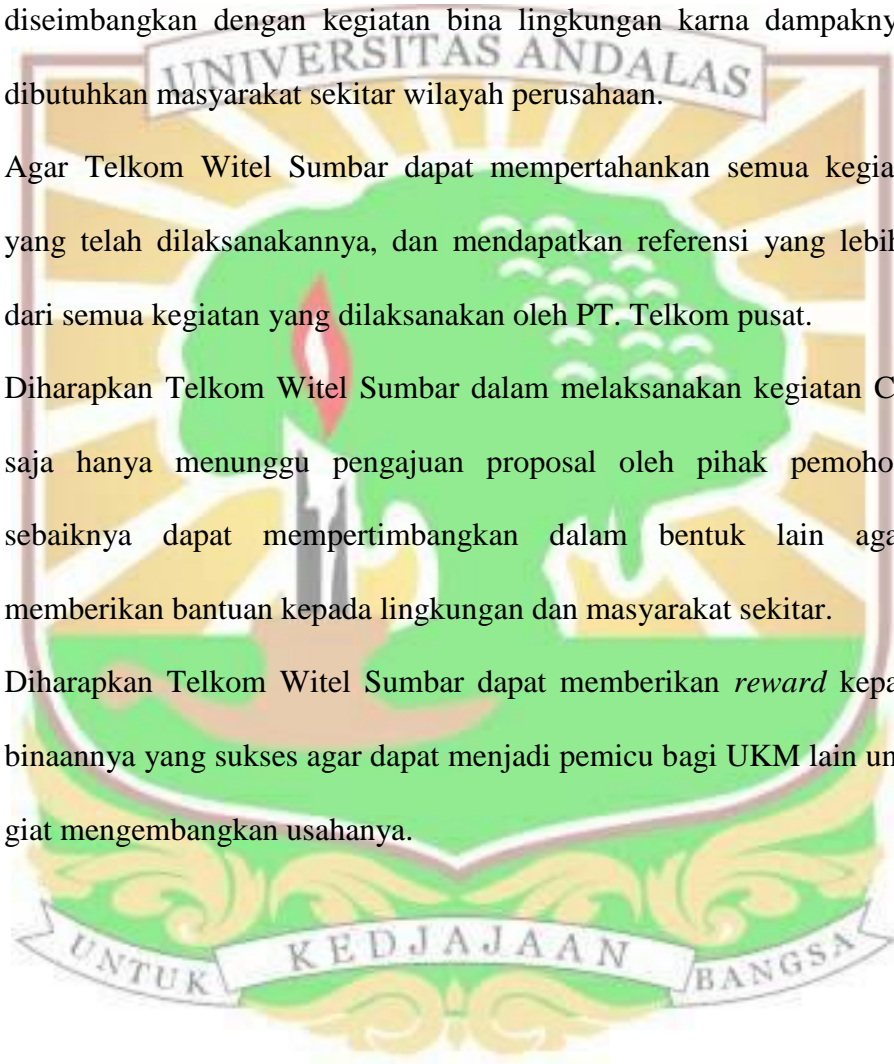 diseimbangkan dengan kegiatan bina lingkungan karna dampakny
UNIVERSITAS ANDALAS
dibutuhkan masyarakat sekitar wilayah perusahaan.
Agar Telkom Witel Sumbar dapat mempertahankan semua kegia
yang telah dilaksanakannya, dan mendapatkan referensi yang lebih
dari semua kegiatan yang dilaksanakan oleh PT. Telkom pusat.
Diharapkan Telkom Witel Sumbar dalam melaksanakan kegiatan C
saja hanya menunggu pengajuan proposal oleh pihak pemoho
sebaiknya dapat mempertimbangkan dalam bentuk lain aga
memberikan bantuan kepada lingkungan dan masyarakat sekitar.
Diharapkan Telkom Witel Sumbar dapat memberikan reward kepa
binaannya yang sukses agar dapat menjadi pemicu bagi UKM lain un
giat mengembangkan usahanya.
UNTUK KEDJAJAAN BANGSA